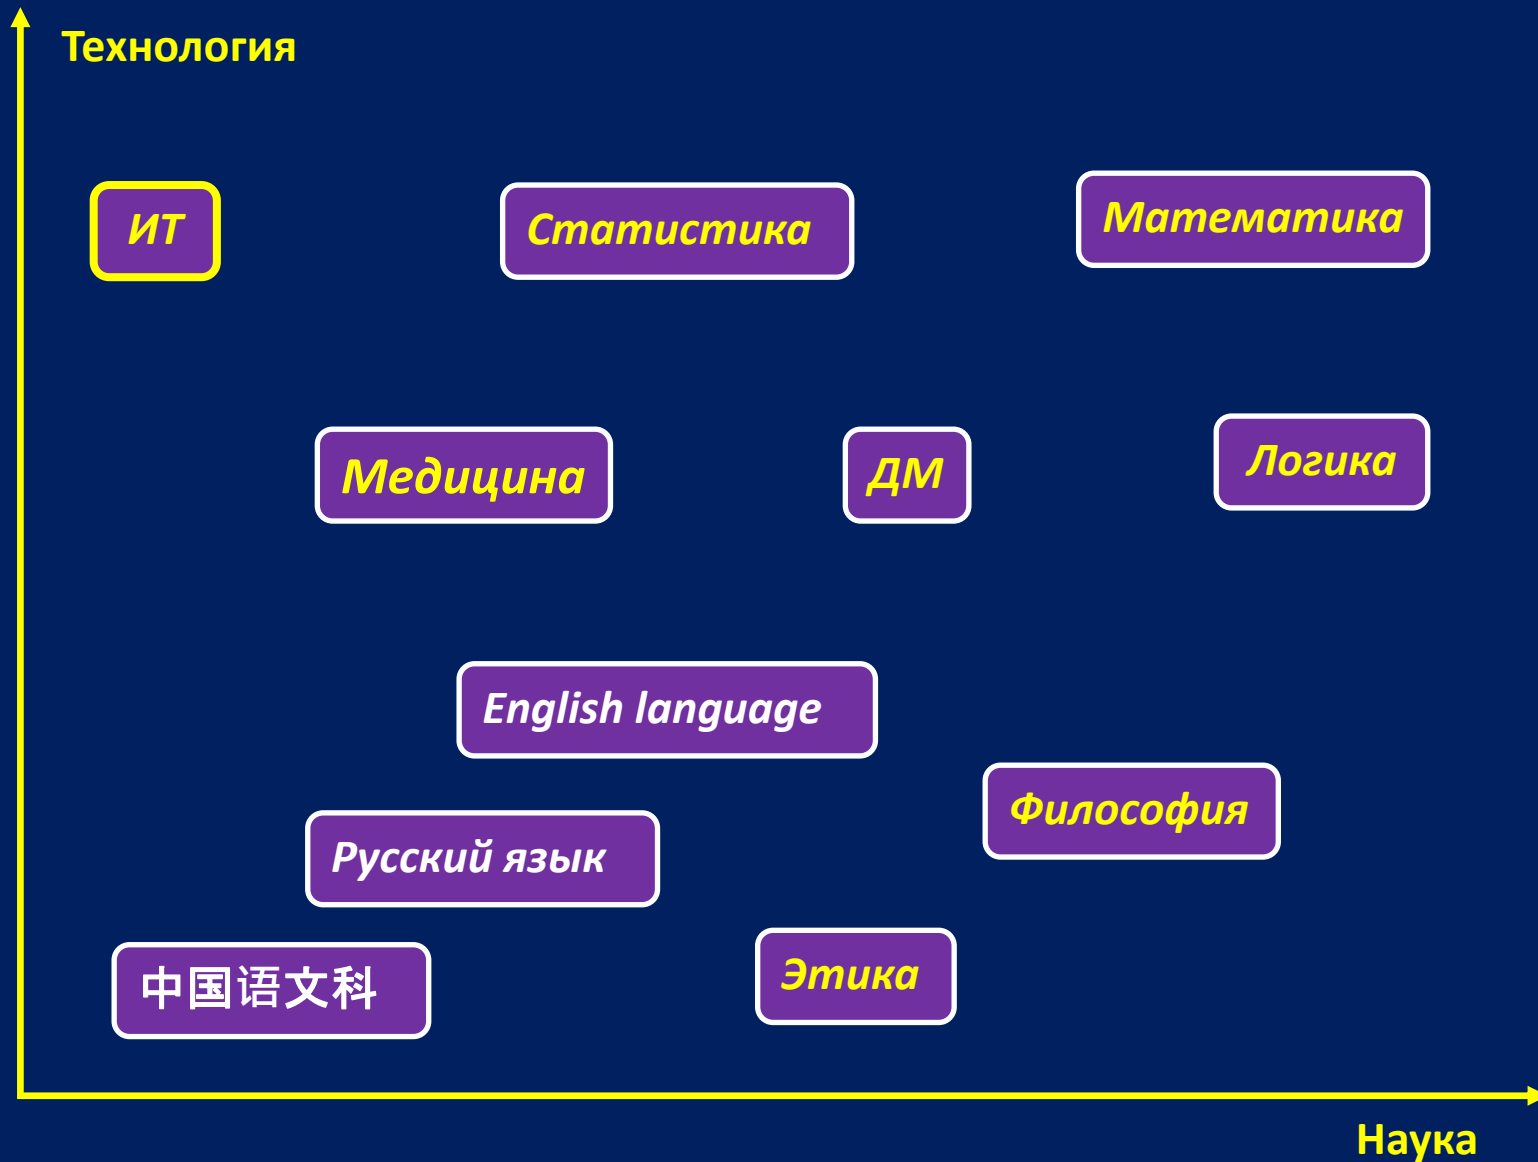 Технология
ИТ
Статистика
Математика
Медицина
ДМ
Логика
English language
Философия
Русский язык
中国语文科
Этика
Наука